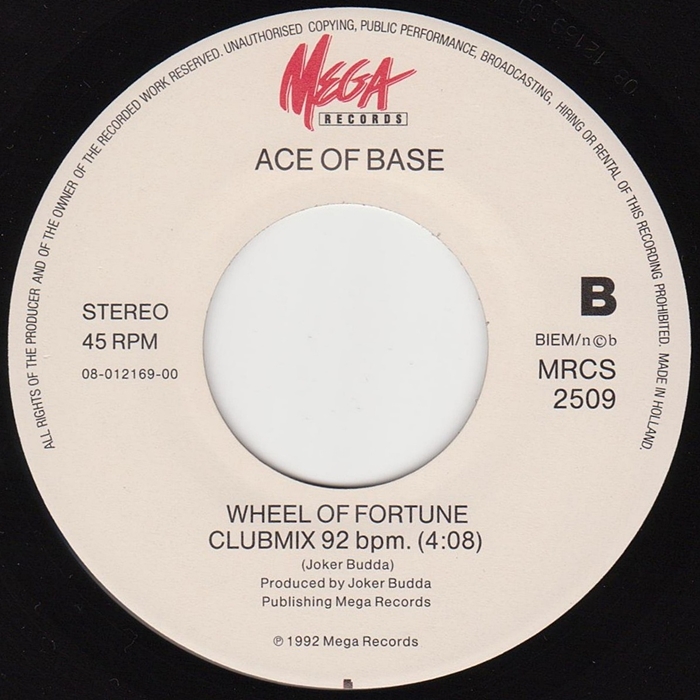 ALL RIGHTS OF THE PRODUCER AND OF THE OWNER OF THE RECORDED WORK RESERVED. UNAUTHORISED COPYING, PUBLIC PERFORMANCE, BROADCASTING, HIRING OR RENTAL OF THIS RECORDING PROHIBITED. MADE IN HOLLAND.
MEGA
RECORDS
ACE OF BASE
STEREO
45 RPM
08-012169-00
B
BIEM/n©b
MRCS
2509
WHEEL OF FORTUNE
CLUBMIX 92 bpm. (4:08)
(Joker Budda)
Produced by Joker Budda
Publishing Mega Records
℗ 1992 Mega Records